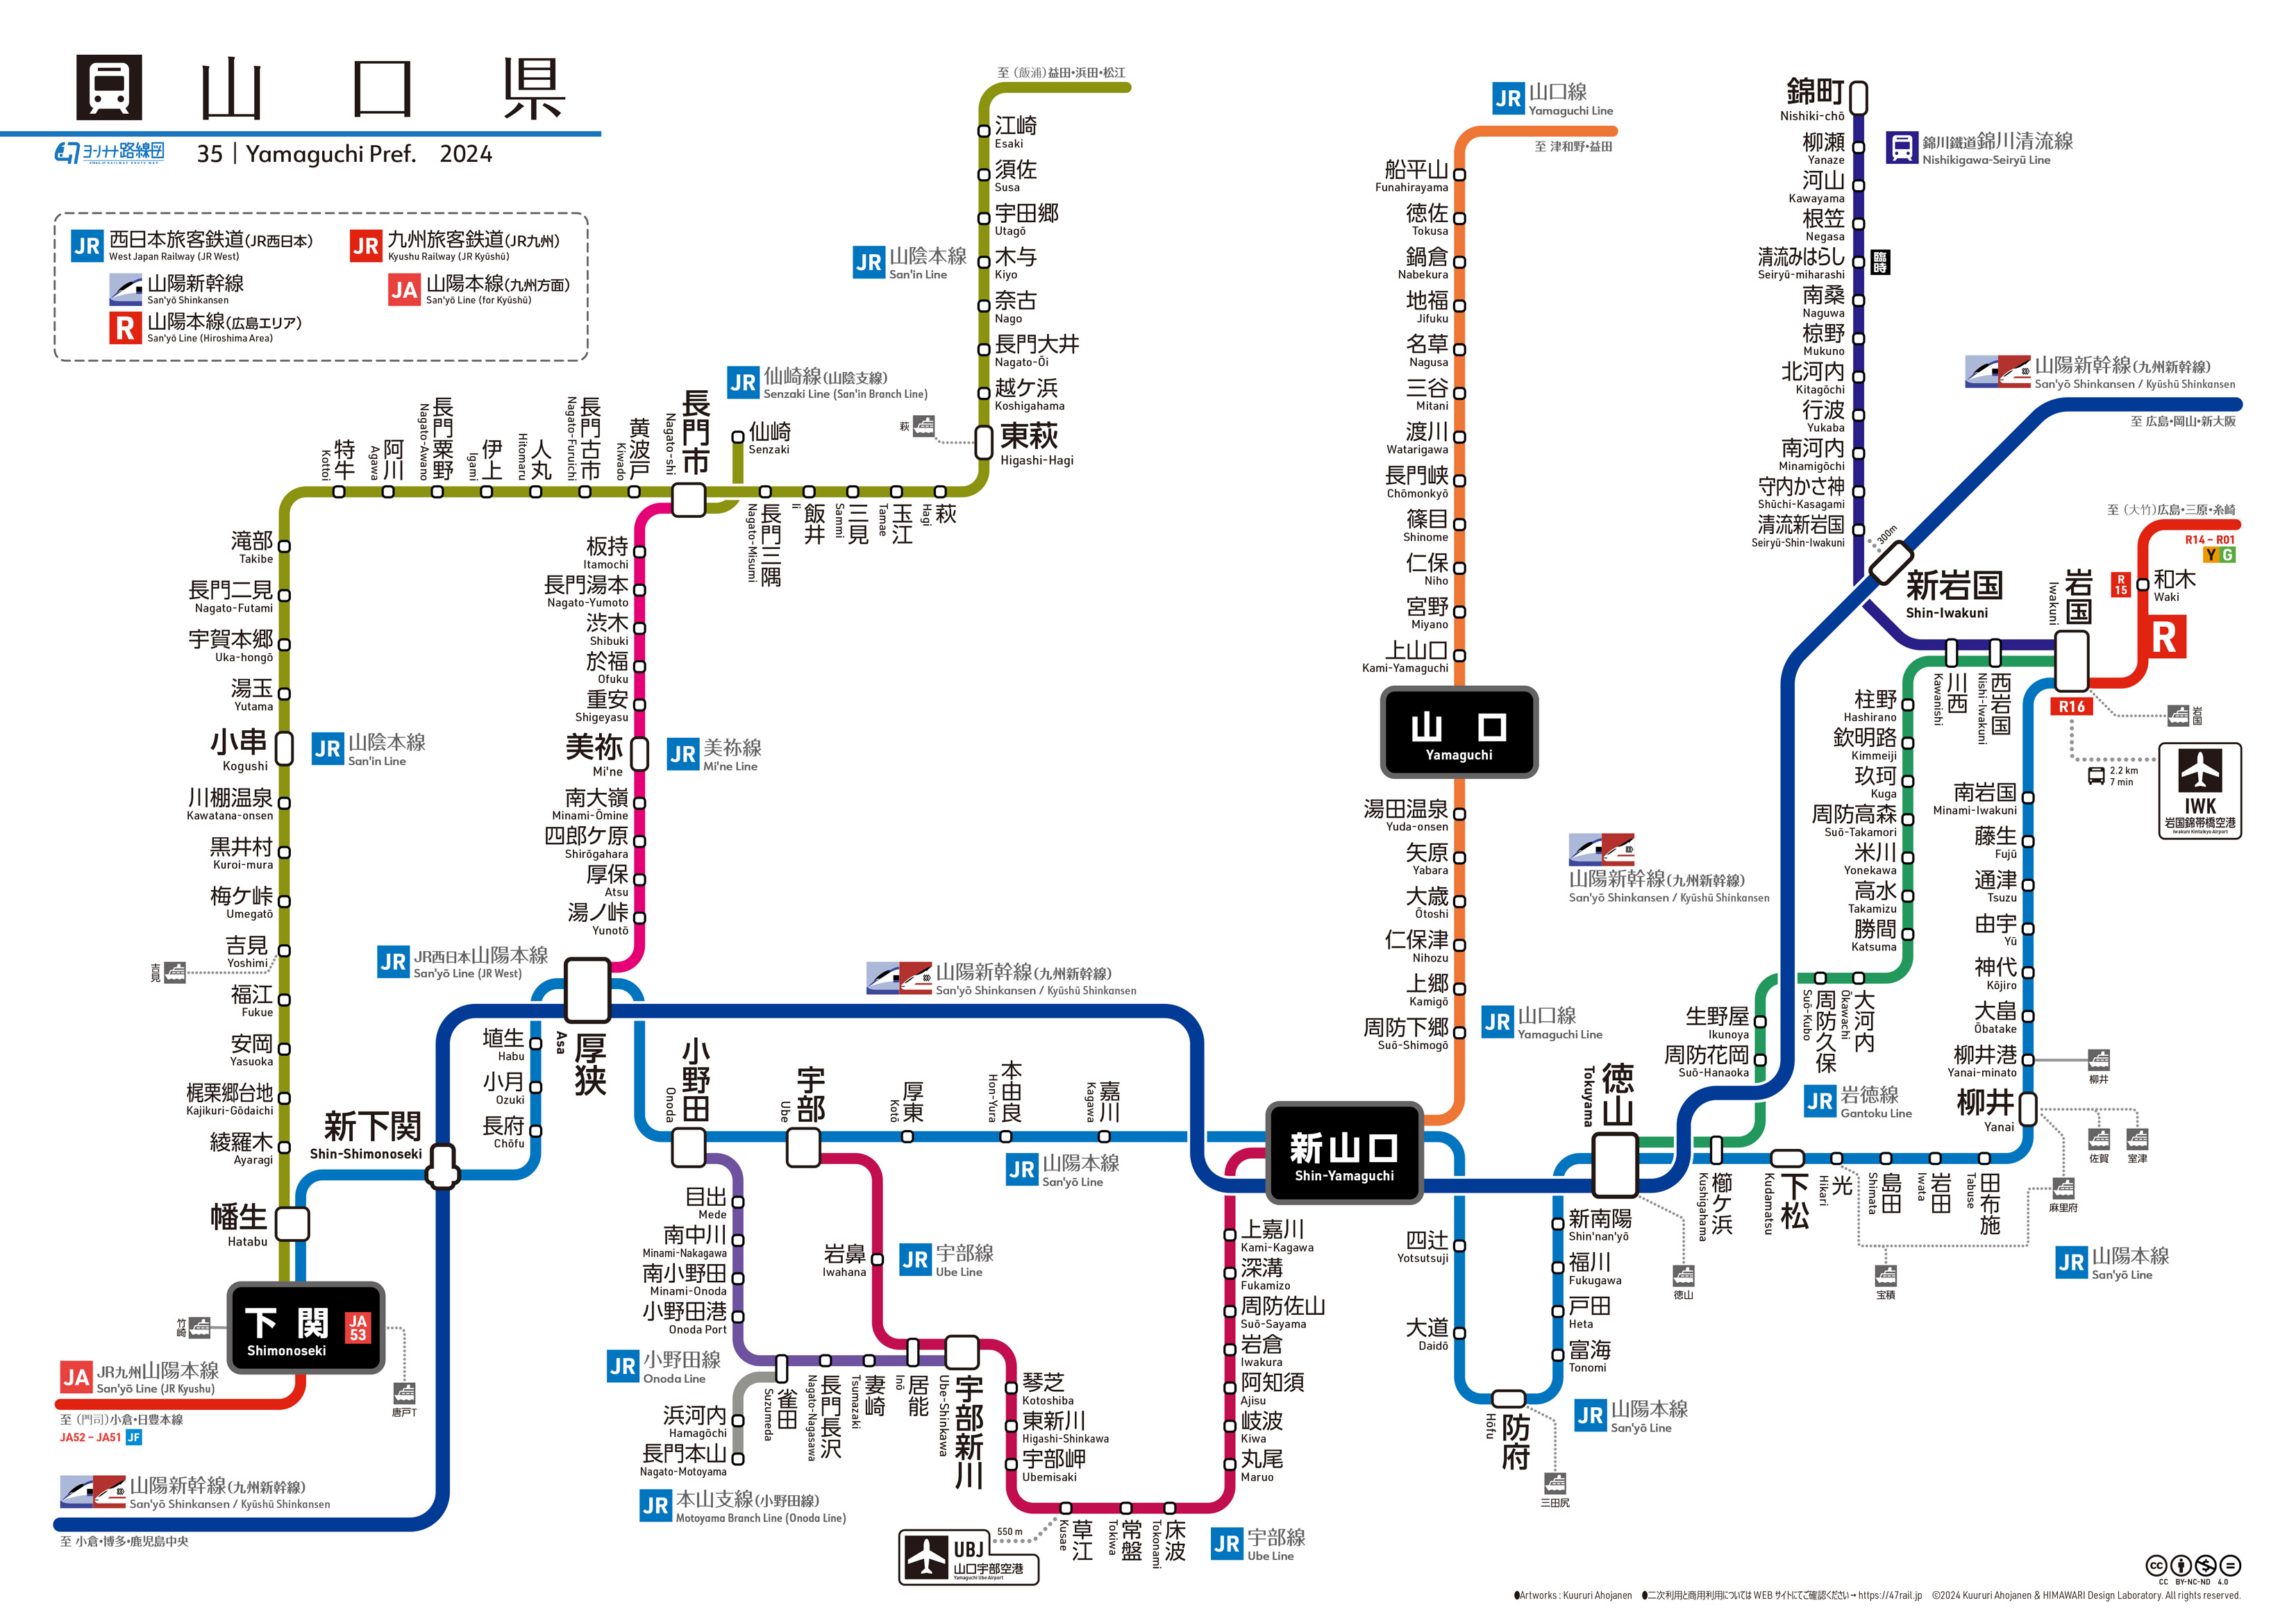 山口県
ヨンナナ路線図
35 | Yamaguchi Pref. 2024
JR 西日本旅客鉄道(JR西日本)
West Japan Railway (JR West)
山陽新幹線
San'yō Shinkansen
R 山陽本線(広島エリア)
San'yō Line (Hiroshima Area)
JR 九州旅客鉄道(JR九州)
Kyushu Railway (JR Kyūshū)
JA 山陽本線(九州方面)
San'yō Line (for Kyūshū)
至 (飯浦)益田・浜田・松江
江崎
Esaki
須佐
Susa
宇田郷
Utagō
JR 山陰本線
San'in Line
木与
Kiyo
奈古
Nago
長門大井
Nagato-Ōi
越ケ浜
Koshigahama
萩
東萩
Higashi-Hagi
JR 仙崎線(山陰支線)
Senzaki Line (San'in Branch Line)
仙崎
Senzaki
特牛
Kottoi
阿川
Agawa
長門粟野
Nagato-Awano
伊上
Igami
人丸
Hitomaru
長門古市
Nagato-Furuichi
黄波戸
Kiwado
長門市
Nagato-shi
長門三隅
Nagato-Misumi
飯井
Ii
三見
Sammi
玉江
Tamae
萩
Hagi
滝部
Takibe
長門二見
Nagato-Futami
宇賀本郷
Uka-hongō
湯玉
Yutama
小串
Kogushi
JR 山陰本線
San'in Line
川棚温泉
Kawatana-onsen
黒井村
Kuroi-mura
梅ケ峠
Umegatō
吉見
Yoshimi
吉見
福江
Fukue
安岡
Yasuoka
梶栗郷台地
Kajikuri-Gōdaichi
綾羅木
Ayaragi
幡生
Hatabu
下関
Shimonoseki
JA 53
竹崎
唐戸T
JA JR九州山陽本線
San'yō Line (JR Kyushu)
至 (門司)小倉・日豊本線
JA52 – JA51 JF
山陽新幹線(九州新幹線)
San'yō Shinkansen / Kyūshū Shinkansen
至 小倉・博多・鹿児島中央
板持
Itamochi
長門湯本
Nagato-Yumoto
渋木
Shibuki
於福
Ofuku
重安
Shigeyasu
美祢
Mi'ne
JR 美祢線
Mi'ne Line
南大嶺
Minami-Ōmine
四郎ケ原
Shirōgahara
厚保
Atsu
湯ノ峠
Yunotō
JR JR西日本山陽本線
San'yō Line (JR West)
厚狭
Asa
埴生
Habu
小月
Ozuki
長府
Chōfu
新下関
Shin-Shimonoseki
山陽新幹線(九州新幹線)
San'yō Shinkansen / Kyūshū Shinkansen
小野田
Onoda
宇部
Ube
厚東
Kotō
本由良
Hon-Yura
嘉川
Kagawa
JR 山陽本線
San'yō Line
新山口
Shin-Yamaguchi
目出
Mede
南中川
Minami-Nakagawa
南小野田
Minami-Onoda
小野田港
Onoda Port
JR 小野田線
Onoda Line
浜河内
Hamagōchi
長門本山
Nagato-Motoyama
JR 本山支線(小野田線)
Motoyama Branch Line (Onoda Line)
雀田
Suzumeda
長門長沢
Nagato-Nagasawa
妻崎
Tsumazaki
居能
Inō
宇部新川
Ube-Shinkawa
岩鼻
Iwahana
JR 宇部線
Ube Line
琴芝
Kotoshiba
東新川
Higashi-Shinkawa
宇部岬
Ubemisaki
草江
Kusae
常盤
Tokiwa
床波
Tokonami
550 m
UBJ
山口宇部空港
Yamaguchi Ube Airport
JR 宇部線
Ube Line
上嘉川
Kami-Kagawa
深溝
Fukamizo
周防佐山
Suō-Sayama
岩倉
Iwakura
阿知須
Ajisu
岐波
Kiwa
丸尾
Maruo
JR 山口線
Yamaguchi Line
至 津和野・益田
船平山
Funahirayama
徳佐
Tokusa
鍋倉
Nabekura
地福
Jifuku
名草
Nagusa
三谷
Mitani
渡川
Watarigawa
長門峡
Chōmonkyō
篠目
Shinome
仁保
Niho
宮野
Miyano
上山口
Kami-Yamaguchi
山口
Yamaguchi
湯田温泉
Yuda-onsen
矢原
Yabara
大歳
Ōtoshi
仁保津
Nihozu
上郷
Kamigō
周防下郷
Suō-Shimogō
JR 山口線
Yamaguchi Line
四辻
Yotsutsuji
大道
Daidō
防府
Hōfu
三田尻
JR 山陽本線
San'yō Line
新南陽
Shin'nan'yō
福川
Fukugawa
戸田
Heta
富海
Tonomi
徳山
Tokuyama
徳山
山陽新幹線(九州新幹線)
San'yō Shinkansen / Kyūshū Shinkansen
錦町
Nishiki-chō
錦川鐵道錦川清流線
Nishikigawa-Seiryū Line
柳瀬
Yanaze
河山
Kawayama
根笠
Negasa
清流みはらし
Seiryū-miharashi
臨時
南桑
Naguwa
椋野
Mukuno
北河内
Kitagōchi
行波
Yukaba
南河内
Minamigōchi
守内かさ神
Shūchi-Kasagami
清流新岩国
Seiryū-Shin-Iwakuni
300m
新岩国
Shin-Iwakuni
山陽新幹線(九州新幹線)
San'yō Shinkansen / Kyūshū Shinkansen
至 広島・岡山・新大阪
至 (大竹)広島・三原・糸崎
R14 – R01
Y G
R 15
和木
Waki
R
岩国
Iwakuni
R16
岩国
2.2 km
7 min
IWK
岩国錦帯橋空港
Iwakuni Kintaikyo Airport
川西
Kawanishi
西岩国
Nishi-Iwakuni
柱野
Hashirano
欽明路
Kimmeiji
玖珂
Kuga
周防高森
Suō-Takamori
米川
Yonekawa
高水
Takamizu
勝間
Katsuma
大河内
Ōkawachi
周防久保
Suō-Kubo
生野屋
Ikunoya
周防花岡
Suō-Hanaoka
JR 岩徳線
Gantoku Line
南岩国
Minami-Iwakuni
藤生
Fujū
通津
Tsuzu
由宇
Yū
神代
Kōjiro
大畠
Ōbatake
柳井港
Yanai-minato
柳井
柳井
Yanai
佐賀
室津
麻里府
櫛ケ浜
Kushigahama
下松
Kudamatsu
光
Hikari
島田
Shimata
岩田
Iwata
田布施
Tabuse
室積
JR 山陽本線
San'yō Line
CC BY-NC-ND 4.0
●Artworks : Kuururi Ahojanen ●二次利用と商用利用についてはWEBサイトにてご確認ください→https://47rail.jp ©2024 Kuururi Ahojanen & HIMAWARI Design Laboratory. All rights reserved.